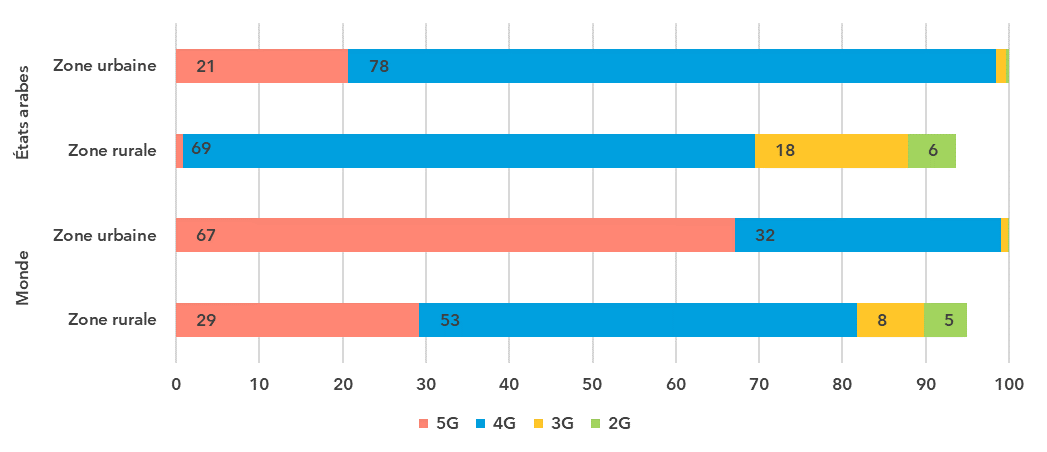 États arabes
Zone urbaine
21
78
Zone rurale
69
18
6
Monde
Zone urbaine
67
32
Zone rurale
29
53
8
5
0 10 20 30 40 50 60 70 80 90 100
5G 4G 3G 2G